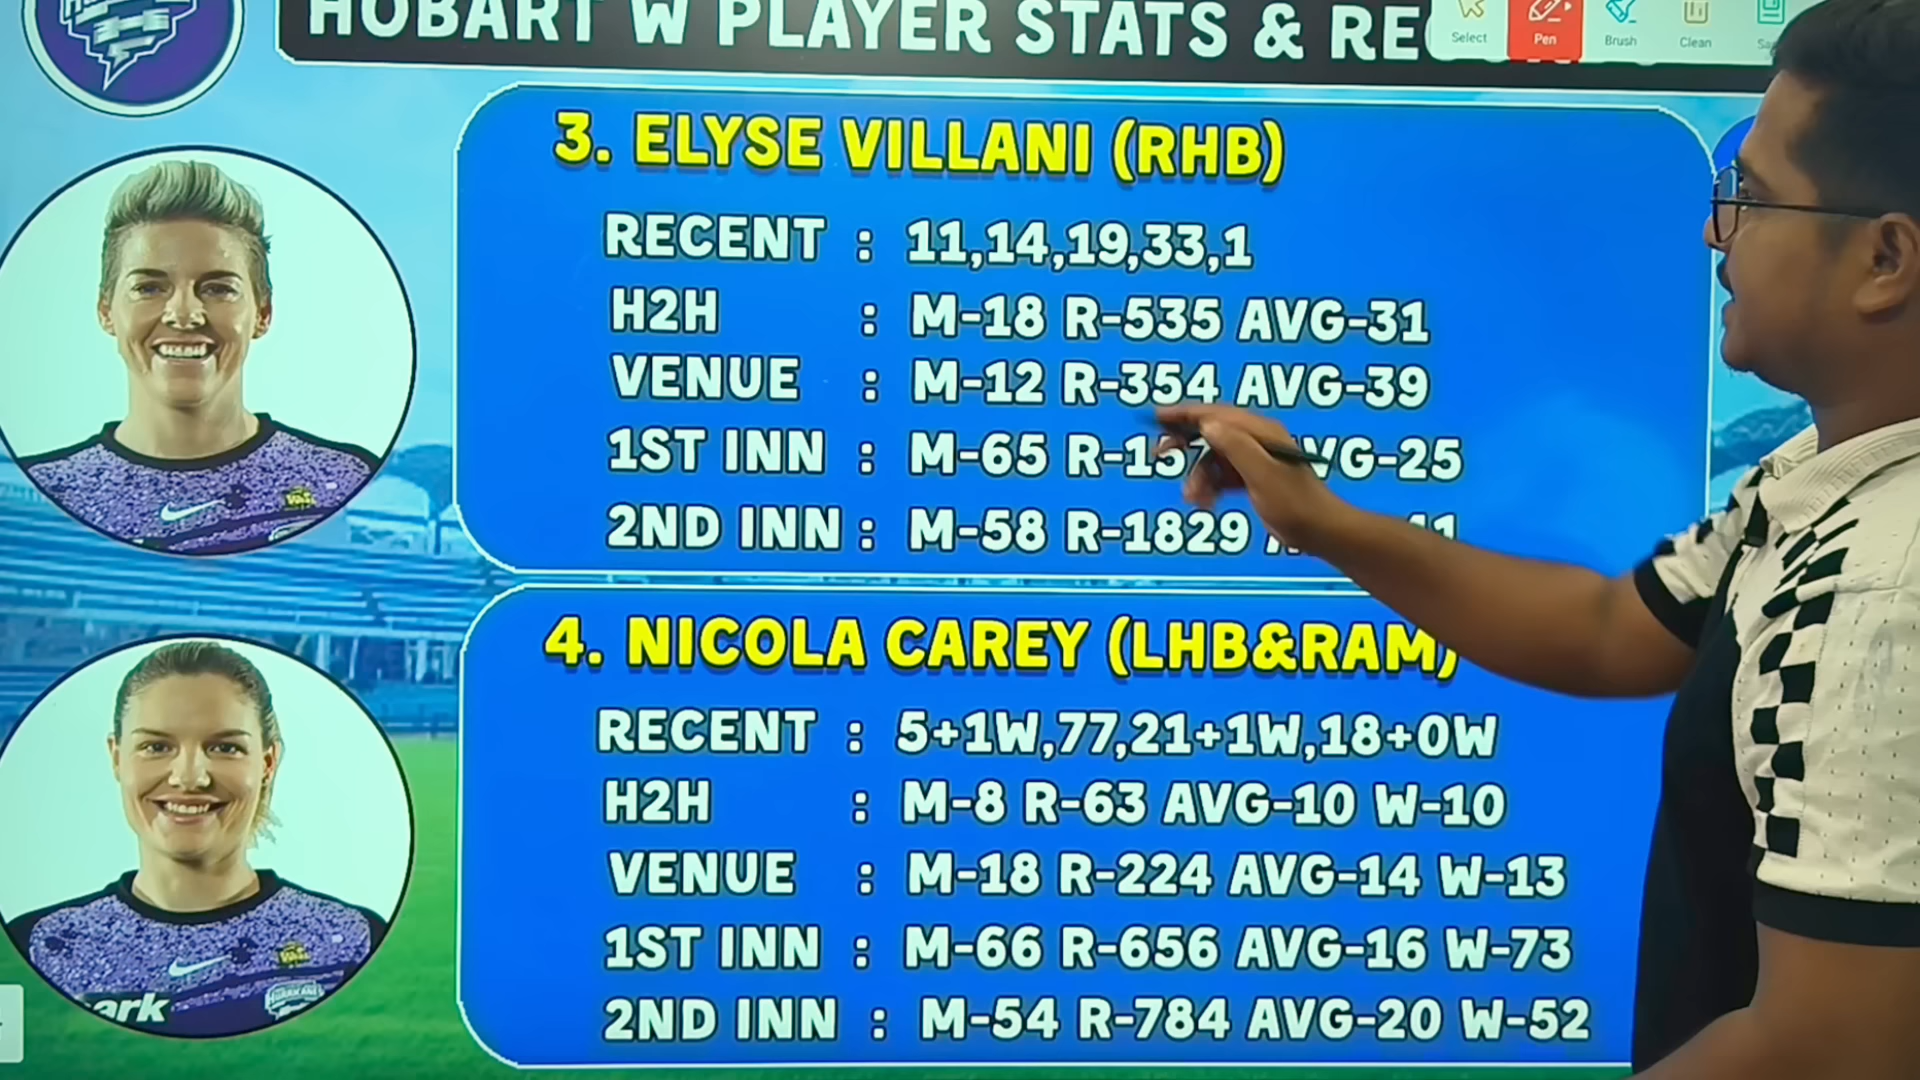 HOBART W PLAYER STATS & RE
Select
Pen
Brush
Clean
3. ELYSE VILLANI (RHB)
RECENT : 11,14,19,33,1
H2H : M-18 R-535 AVG-31
VENUE : M-12 R-354 AVG-39
1ST INN : M-65 AVG-25
2ND INN : M-58 R-1829
4. NICOLA CAREY (LHB&RAM)
RECENT : 5+1W,77,21+1W,18+0W
H2H : M-8 R-63 AVG-10 W-10
VENUE : M-18 R-224 AVG-14 W-13
1ST INN : M-66 R-656 AVG-16 W-73
2ND INN : M-54 R-784 AVG-20 W-52
ark
HURRICANES